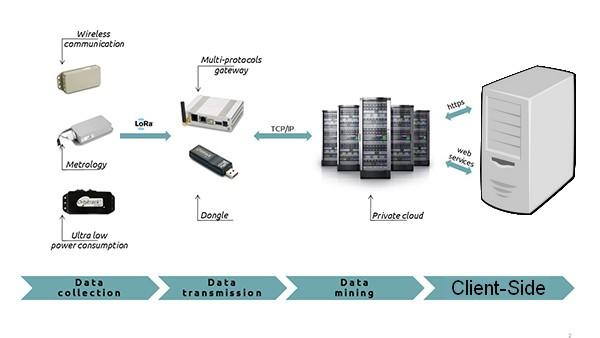 Wireless
communication
Multi-protocols
gateway
LoRa
TCP/IP
https
web
services
Metrology
Ultra low
power consumption
Dongle
Private cloud
Data
collection
Data
transmission
Data
mining
Client-Side
2